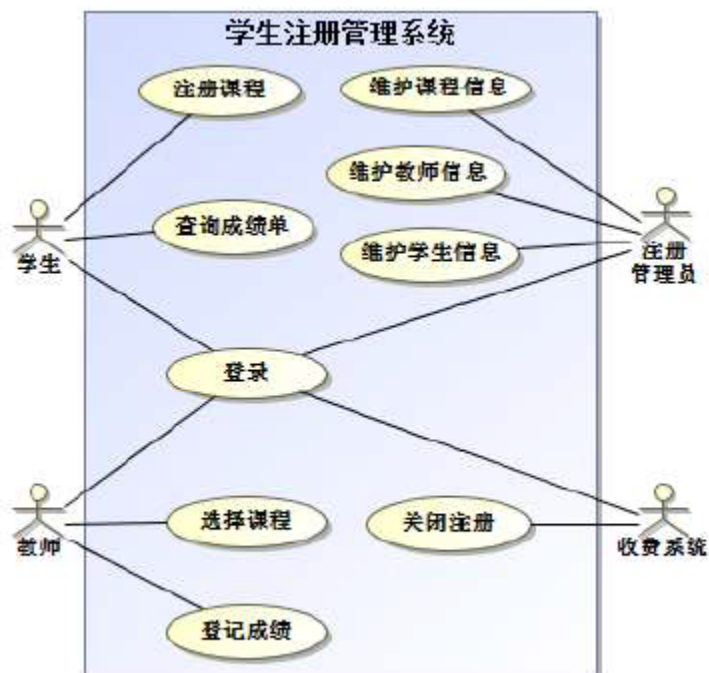 学生注册管理系统
注册课程
维护课程信息
维护教师信息
查询成绩单
维护学生信息
学生
注册
管理员
登录
选择课程
关闭注册
教师
收费系统
登记成绩